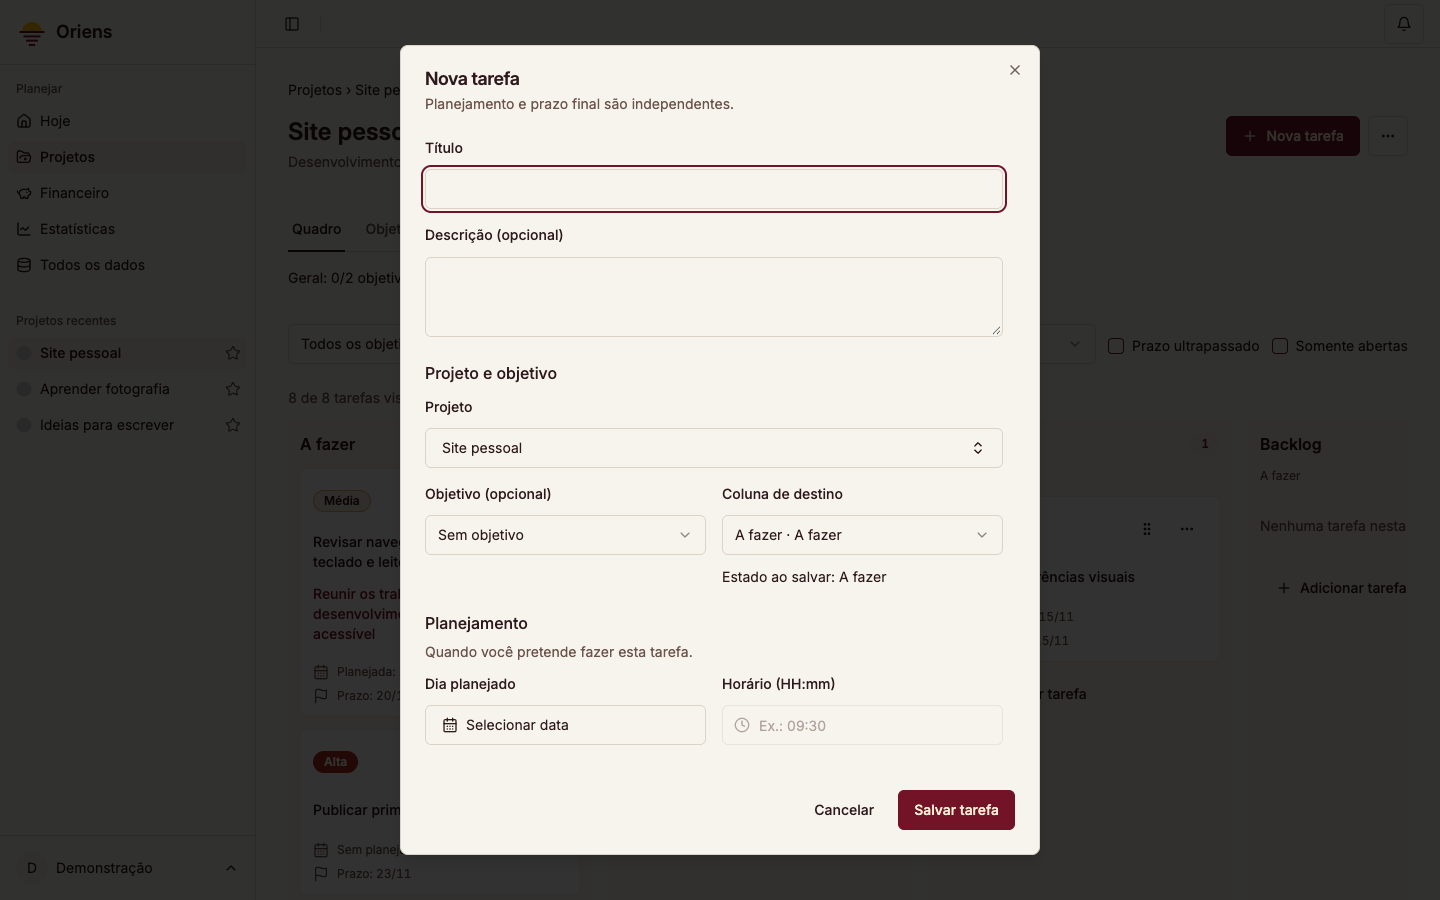 Oriens
Planejar
Hoje
Projetos
Financeiro
Estatísticas
Todos os dados
Projetos recentes
Site pessoal
Aprender fotografia
Ideias para escrever
D
Demonstração
Projetos › Site pe
Site pesso
Desenvolvimento
Nova tarefa
Quadro
Objet
Geral: 0/2 objetiv
Todos os objeti
Prazo ultrapassado
Somente abertas
8 de 8 tarefas vis
A fazer
Média
Revisar nave
teclado e leito
Reunir os tra
desenvolvime
acessível
Planejada:
Prazo: 20/1
Alta
Publicar prim
Sem planej
Prazo: 23/11
Nova tarefa
Planejamento e prazo final são independentes.
Título
Descrição (opcional)
Projeto e objetivo
Projeto
Site pessoal
Objetivo (opcional)
Coluna de destino
Sem objetivo
A fazer · A fazer
Estado ao salvar: A fazer
Planejamento
Quando você pretende fazer esta tarefa.
Dia planejado
Horário (HH:mm)
Selecionar data
Ex.: 09:30
Cancelar
Salvar tarefa
1
rências visuais
15/11
5/11
r tarefa
Backlog
A fazer
Nenhuma tarefa nesta
Adicionar tarefa